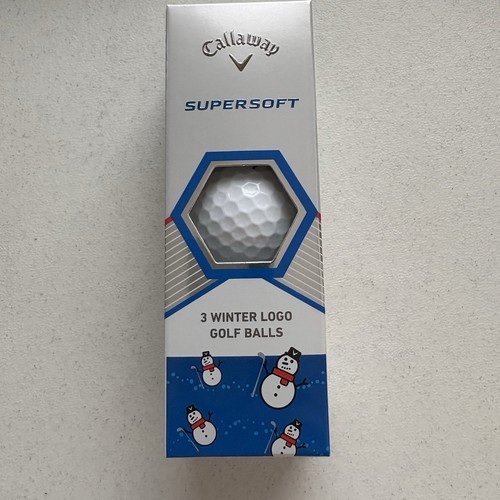 Callaway
SUPERSOFT
3 WINTER LOGO
GOLF BALLS